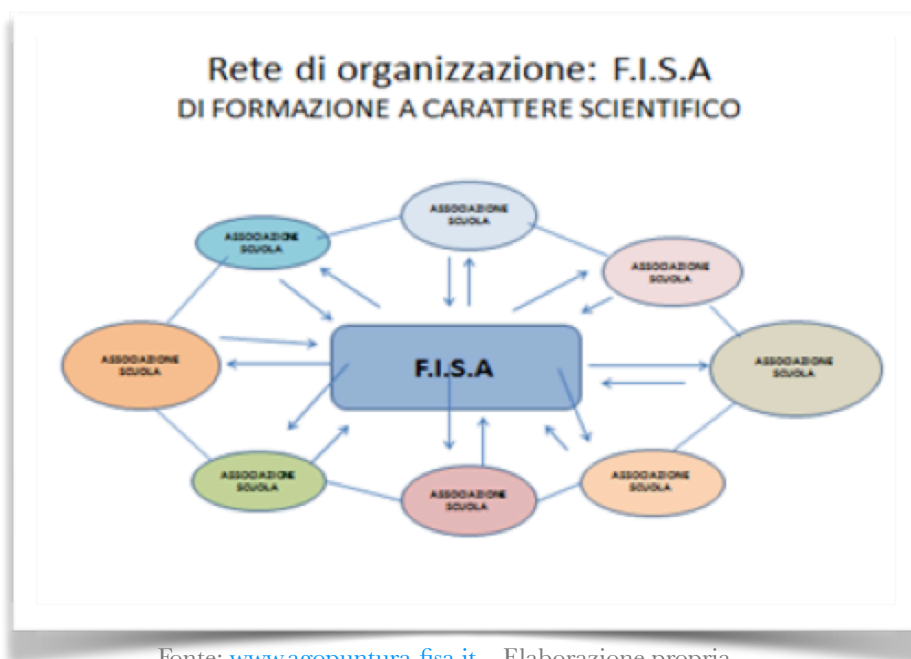 Rete di organizzazione: F.I.S.A
DI FORMAZIONE A CARATTERE SCIENTIFICO
ASSOCIAZIONE
SCUOLA
ASSOCIAZIONE
SCUOLA
ASSOCIAZIONE
SCUOLA
ASSOCIAZIONE
SCUOLA
F.I.S.A
ASSOCIAZIONE
SCUOLA
ASSOCIAZIONE
SCUOLA
ASSOCIAZIONE
SCUOLA
ASSOCIAZIONE
SCUOLA
Fonte: www.agopuntura-fisa.it Elaborazione propria